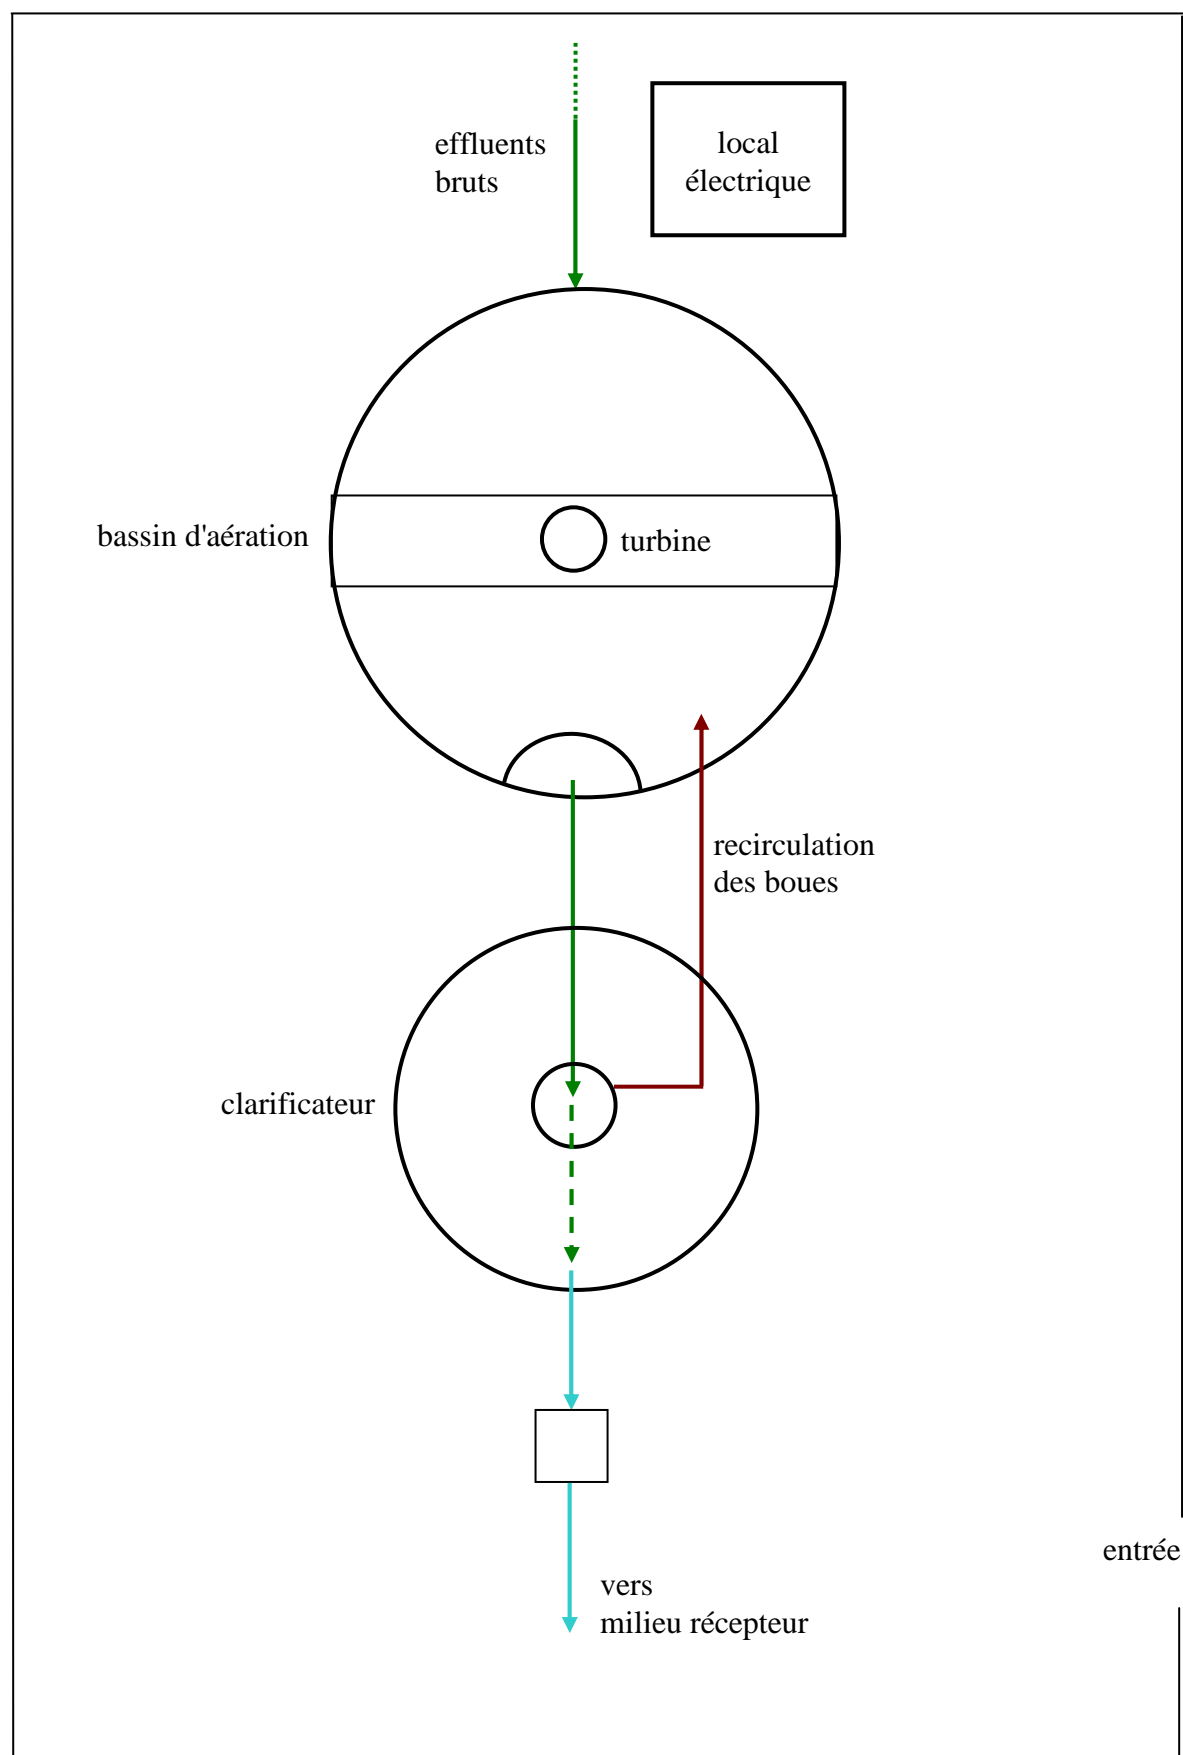 effluents
bruts
local
électrique
bassin d'aération
turbine
recirculation
des boues
clarificateur
entrée
vers
milieu récepteur